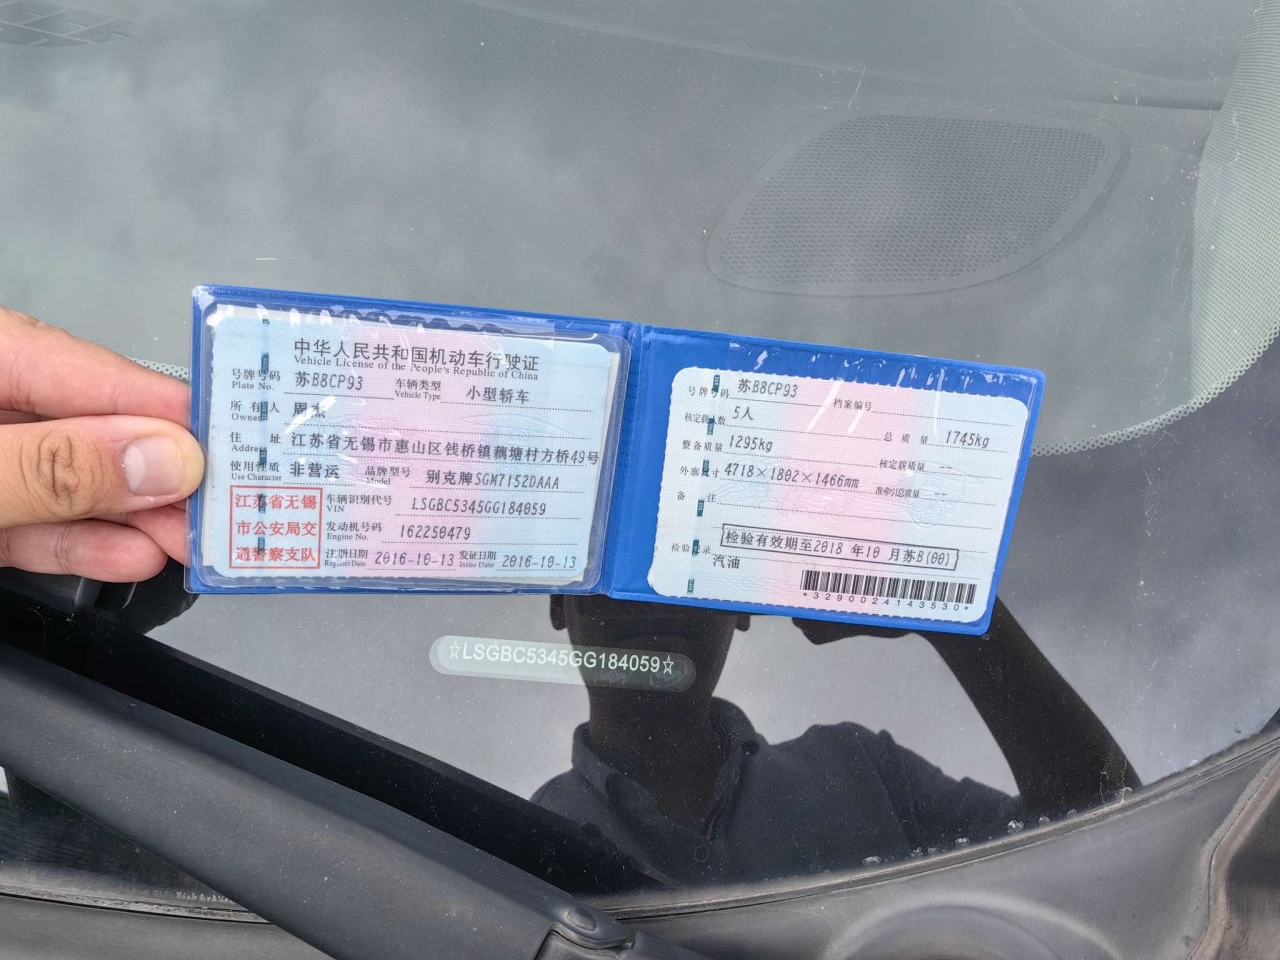 中华人民共和国机动车行驶证
Vehicle License of the People's Republic of China
号牌号码 苏B8CP93 车辆类型 小型轿车
Plate No. Vehicle Type
所有人 周
Owner
住址 江苏省无锡市惠山区钱桥镇藕塘村方桥49号
Address
使用性质 非营运 品牌型号 别克牌SGM7152DAAA
Use Character Model
江苏省无锡
市公安局交
通警察支队
车辆识别代号 LSGBC5345GG184059
VIN
发动机号码 162250479
Engine No.
注册日期 2016-10-13 发证日期 2016-10-13
Register Date Issue Date
号牌号码 苏B8CP93 档案编号
核定载人数 5人 总质量 1745kg
整备质量 1295kg 核定载质量 --
外廓尺寸 4718×1802×1466mm 准牵引总质量 --
备注
检验有效期至2018 年10 月苏B(00)
检验记录
汽油
*3290024143530*
☆LSGBC5345GG184059☆